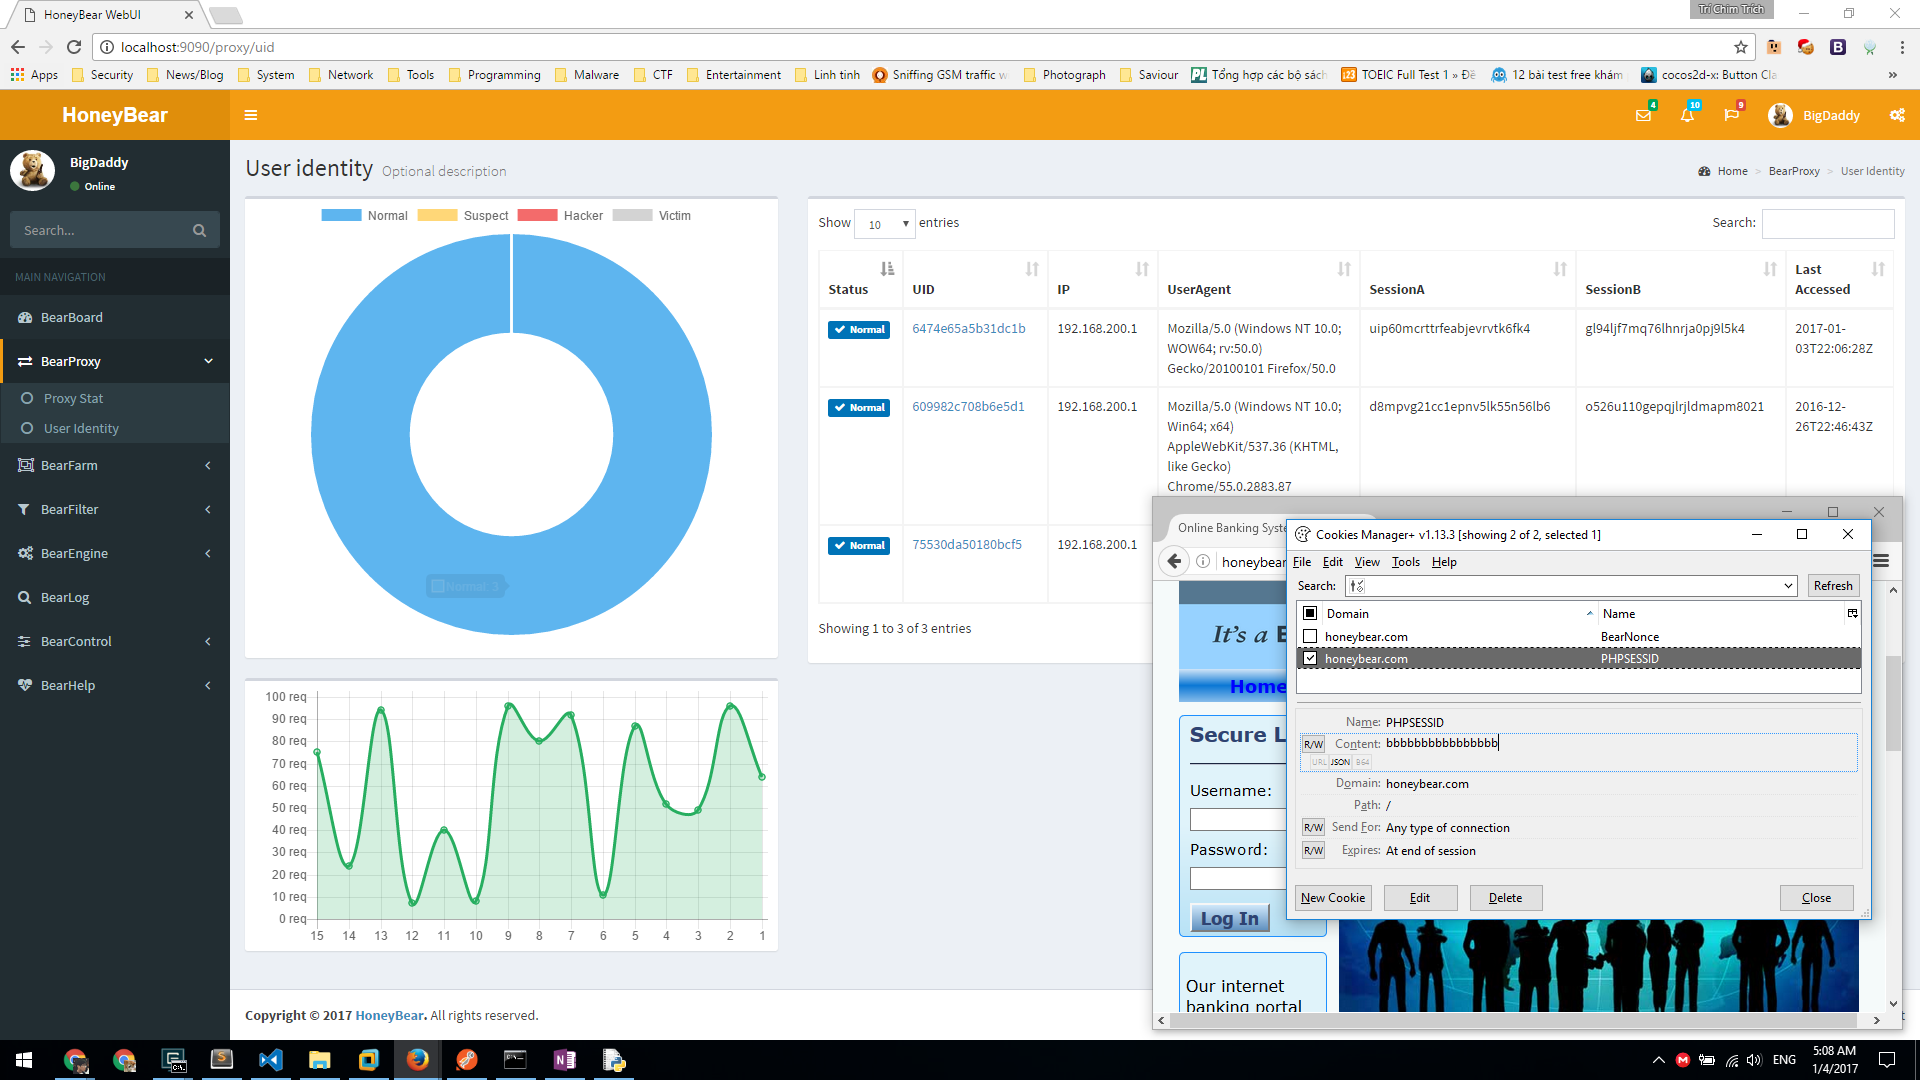 HoneyBear WebUI
Tri Chim Trích
localhost:9090/proxy/uid
Apps Security News/Blog System Network Tools Programming Malware CTF Entertainment Linh tinh Sniffing GSM traffic w Photograph Saviour Tổng hợp các bộ sách TOEIC Full Test 1 » Đề 12 bài test free khám cocos2d-x: Button Cla »
HoneyBear
4 10 9 BigDaddy
BigDaddy
Online
Search...
MAIN NAVIGATION
BearBoard
BearProxy
Proxy Stat
User Identity
BearFarm
BearFilter
BearEngine
BearLog
BearControl
BearHelp
User identity Optional description
Home > BearProxy > User Identity
Normal Suspect Hacker Victim
Normal: 3
100 req
90 req
80 req
70 req
60 req
50 req
40 req
30 req
20 req
10 req
0 req
15 14 13 12 11 10 9 8 7 6 5 4 3 2 1
Show 10 entries Search:
Status UID IP UserAgent SessionA SessionB Last Accessed
Normal 6474e65a5b31dc1b 192.168.200.1 Mozilla/5.0 (Windows NT 10.0; uip60mcrttrfeabjevrvtk6fk4 gl94ljf7mq76lhnrja0pj9l5k4 2017-01-
WOW64; rv:50.0) 03T22:06:28Z
Gecko/20100101 Firefox/50.0
Normal 609982c708b6e5d1 192.168.200.1 Mozilla/5.0 (Windows NT 10.0; d8mpvg21cc1epnv5lk55n56lb6 o526u110gepqjlrjldmapm8021 2016-12-
Win64; x64) 26T22:46:43Z
AppleWebKit/537.36 (KHTML,
like Gecko)
Chrome/55.0.2883.87
Normal 75530da50180bcf5 192.168.200.1
Showing 1 to 3 of 3 entries
Online Banking Syste
honeybear
It's a
Home
Secure L
Username:
Password:
Log In
Our internet
banking portal
Cookies Manager+ v1.13.3 [showing 2 of 2, selected 1]
File Edit View Tools Help
Search: Refresh
Domain Name
honeybear.com BearNonce
honeybear.com PHPSESSID
Name: PHPSESSID
R/W Content: bbbbbbbbbbbbbbbb
URL JSON B64
Domain: honeybear.com
Path: /
R/W Send For: Any type of connection
R/W Expires: At end of session
New Cookie Edit Delete Close
Copyright © 2017 HoneyBear. All rights reserved.
ENG
5:08 AM
1/4/2017